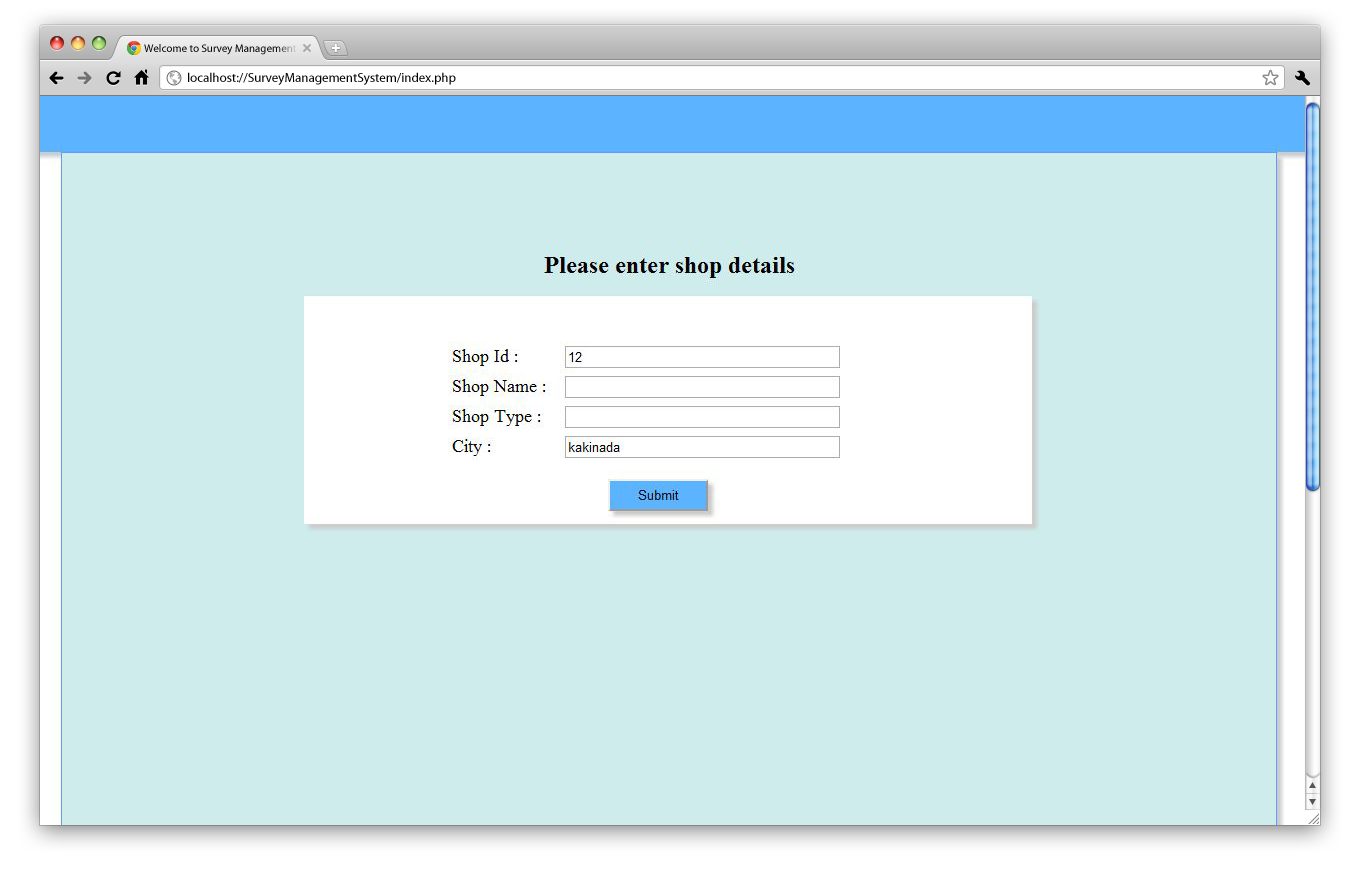 Welcome to Survey Management
localhost://SurveyManagementSystem/index.php
Please enter shop details
Shop Id : 12
Shop Name :
Shop Type :
City : kakinada
Submit